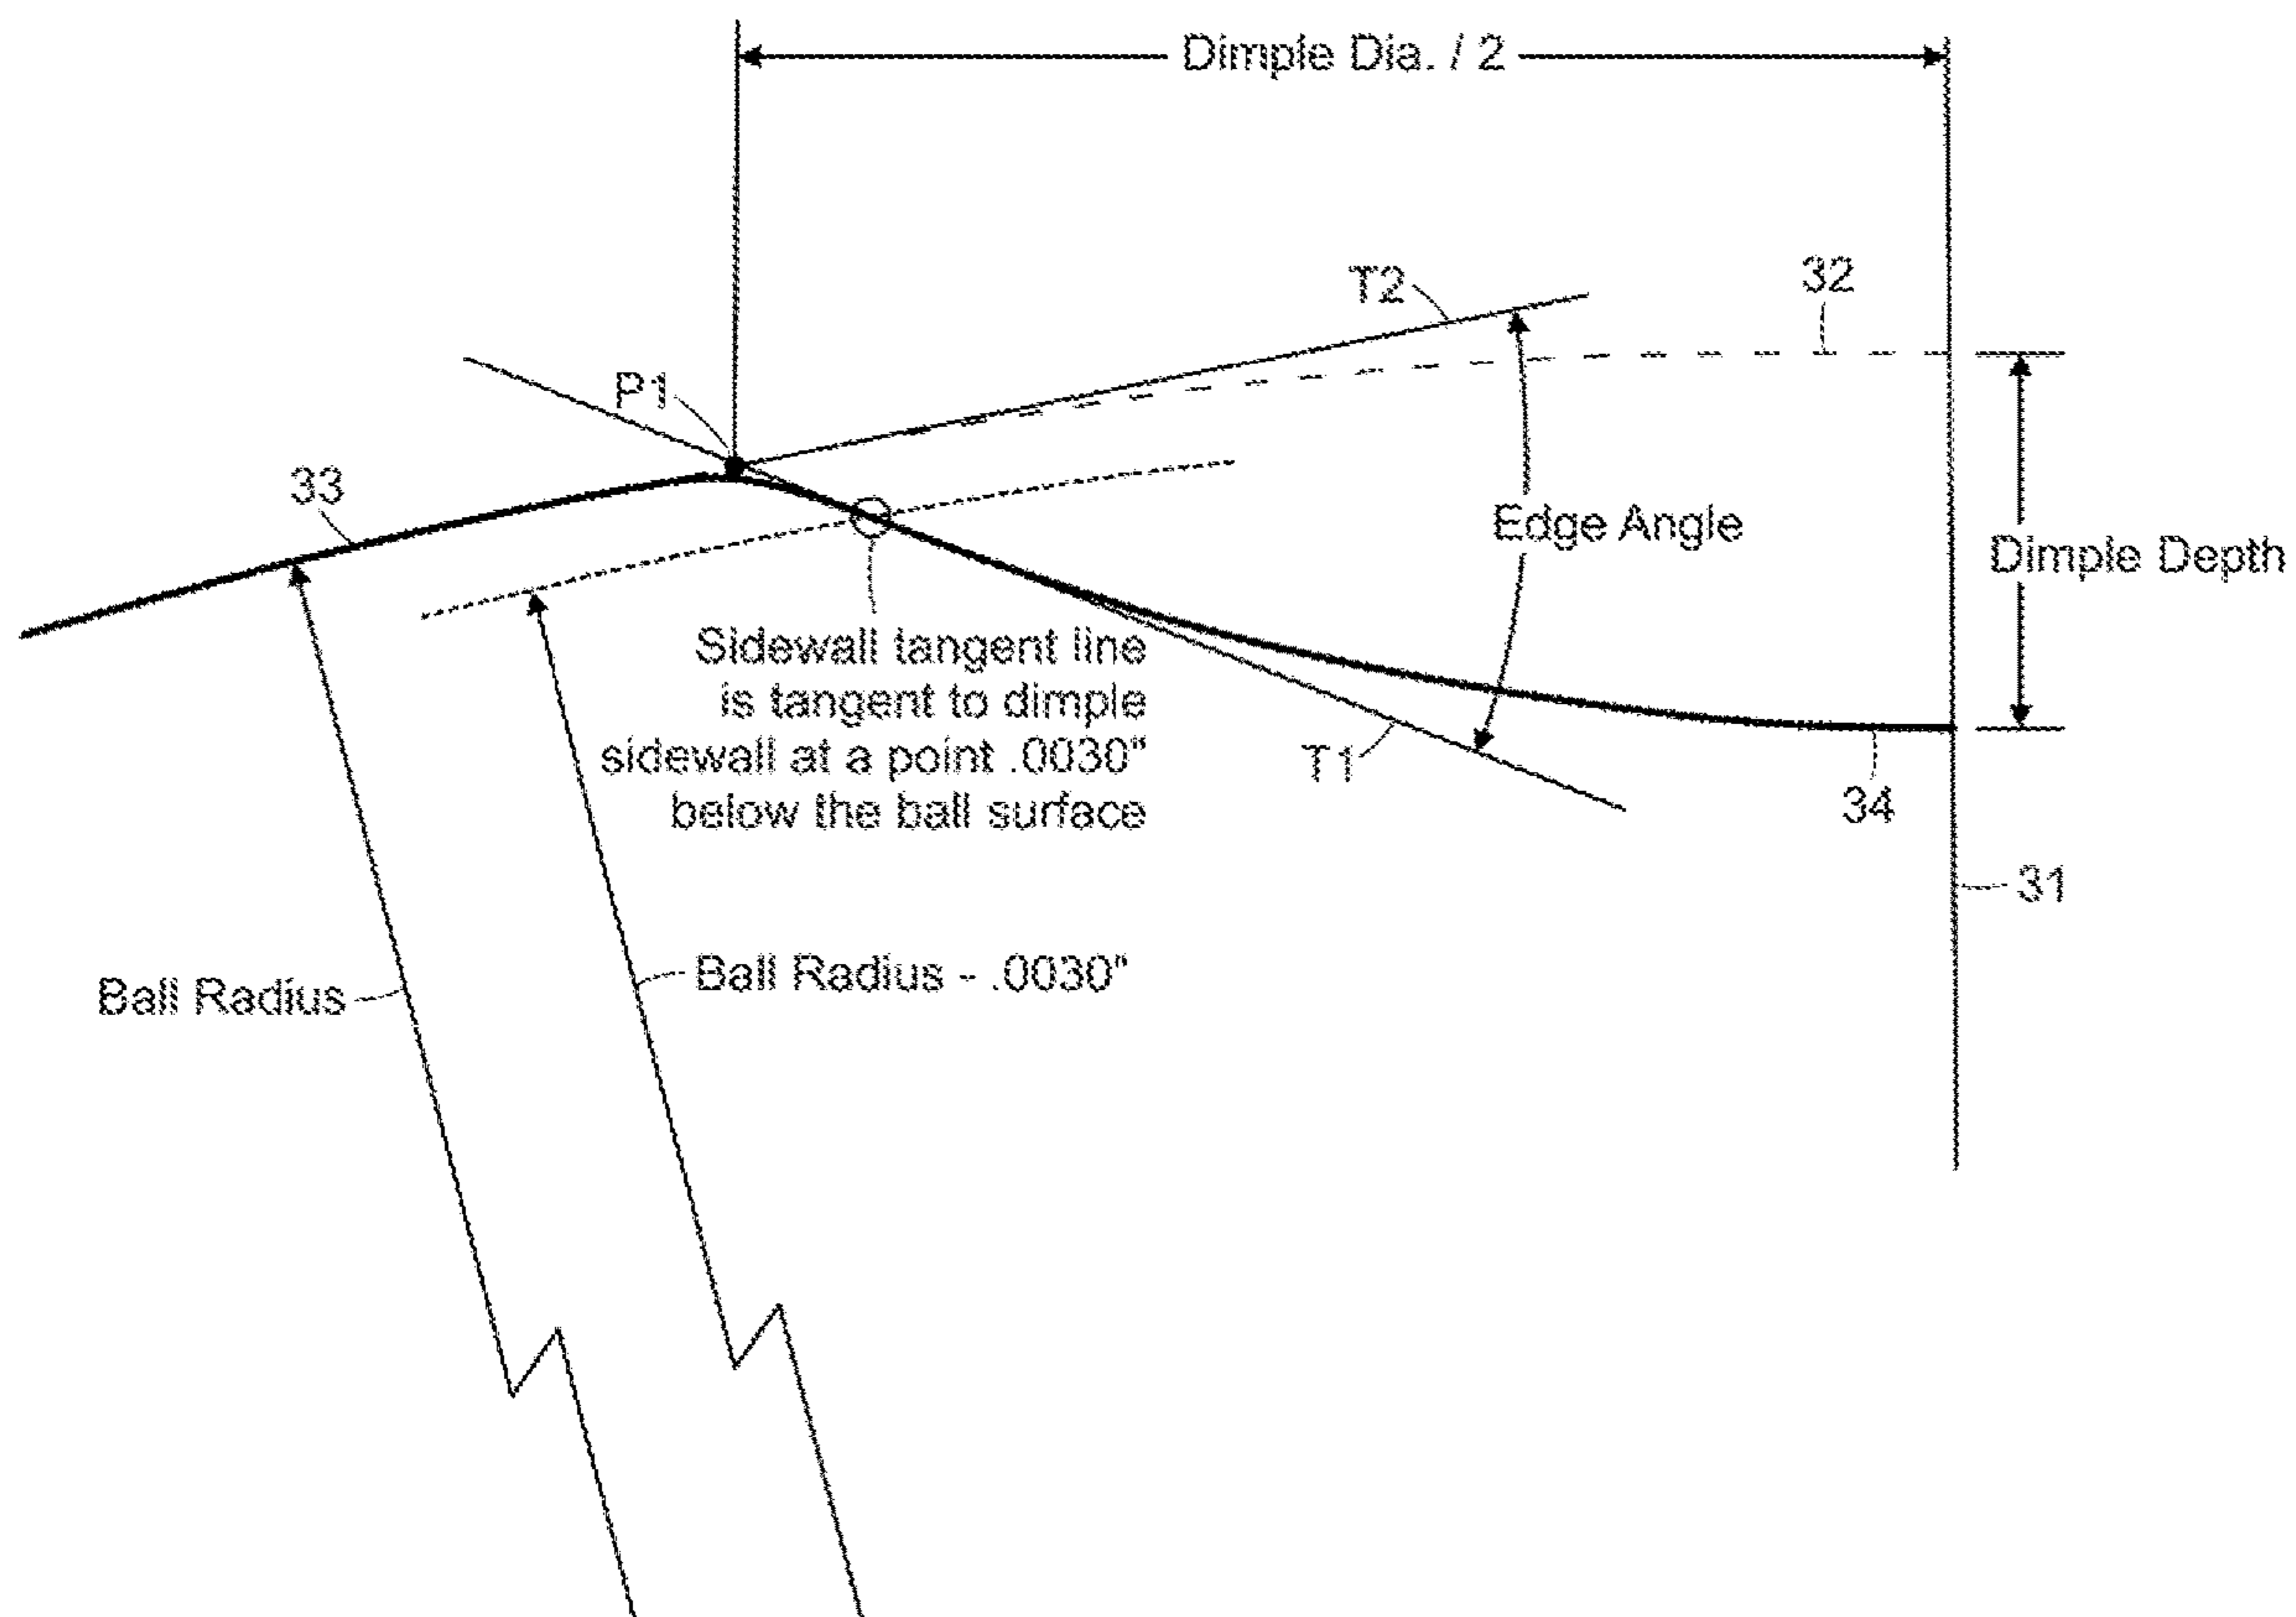 Dimple Dia. / 2
T2
32
P1
33
Edge Angle
Dimple Depth
Sidewall tangent line
is tangent to dimple
sidewall at a point .0030"
below the ball surface
T1
34
31
Ball Radius
Ball Radius - .0030"